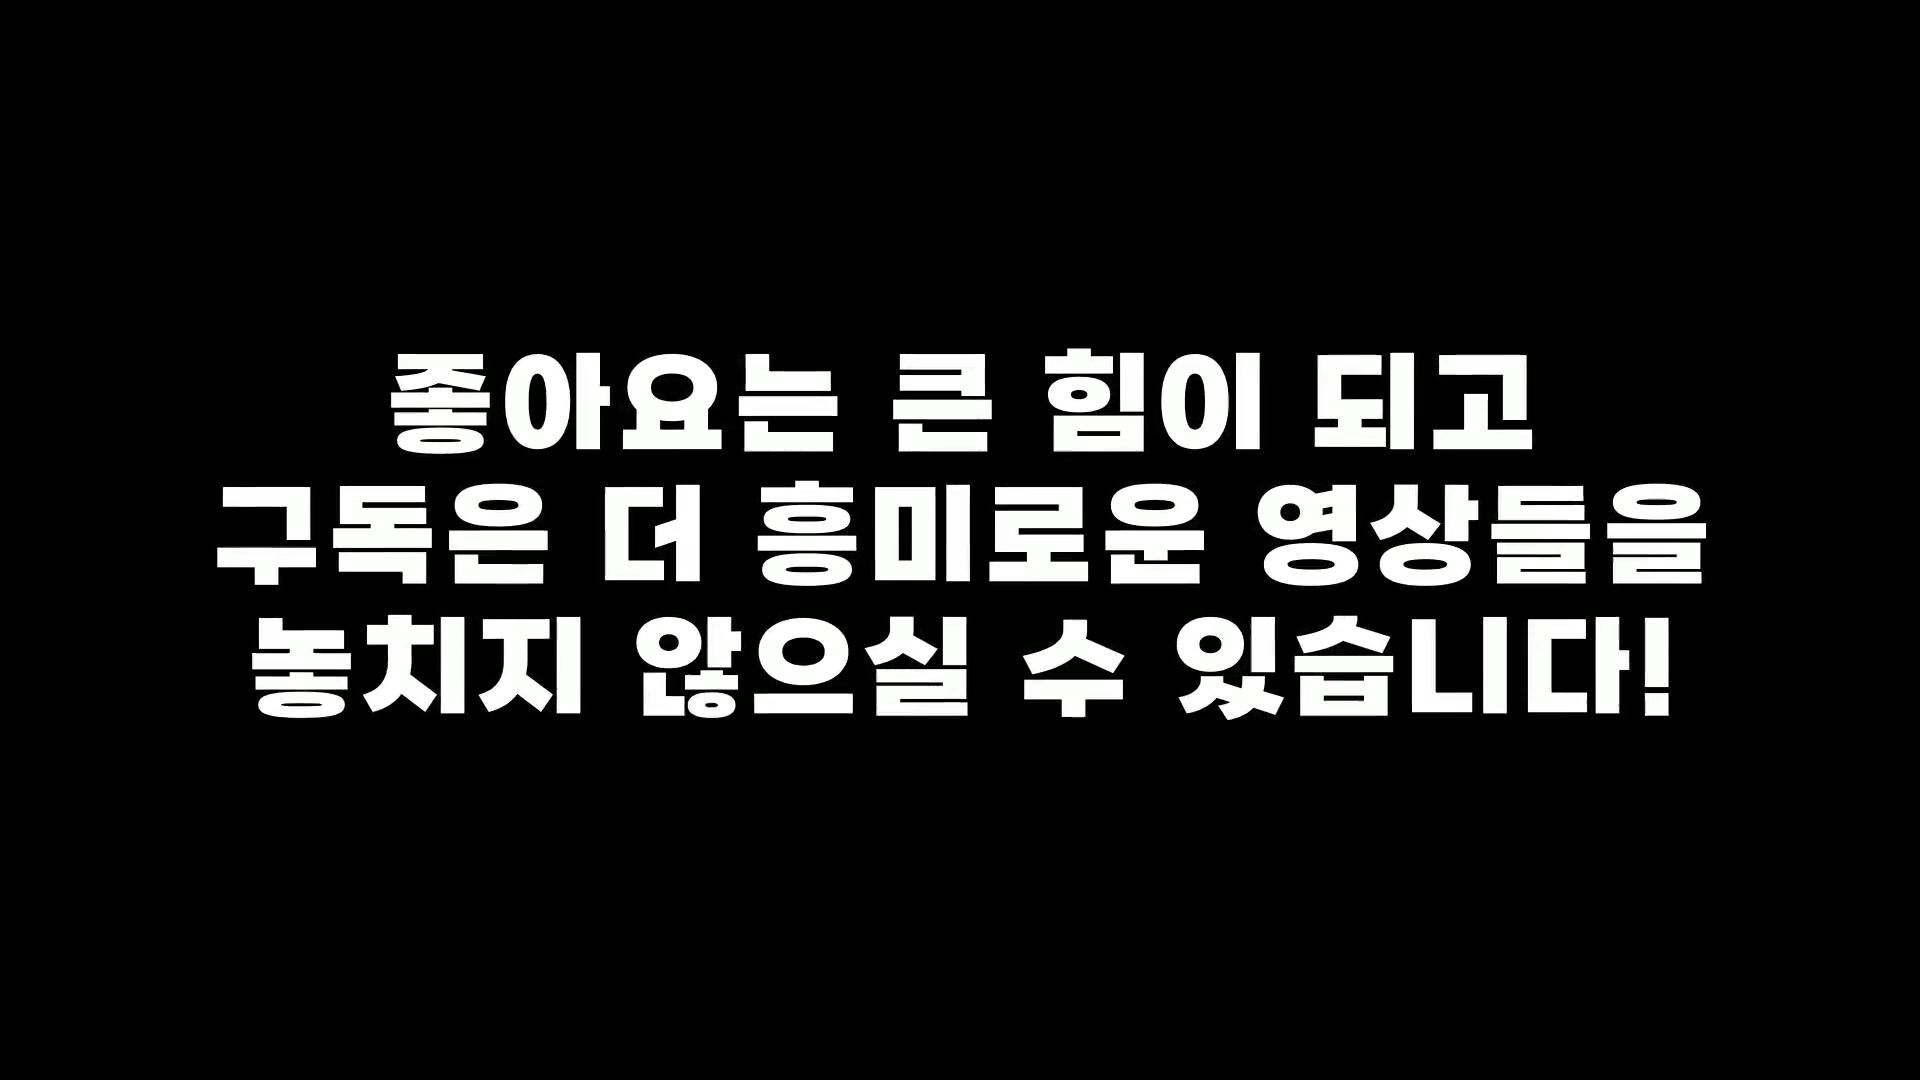 좋아요는 큰 힘이 되고
구독은 더 흥미로운 영상들을
놓치지 않으실 수 있습니다!